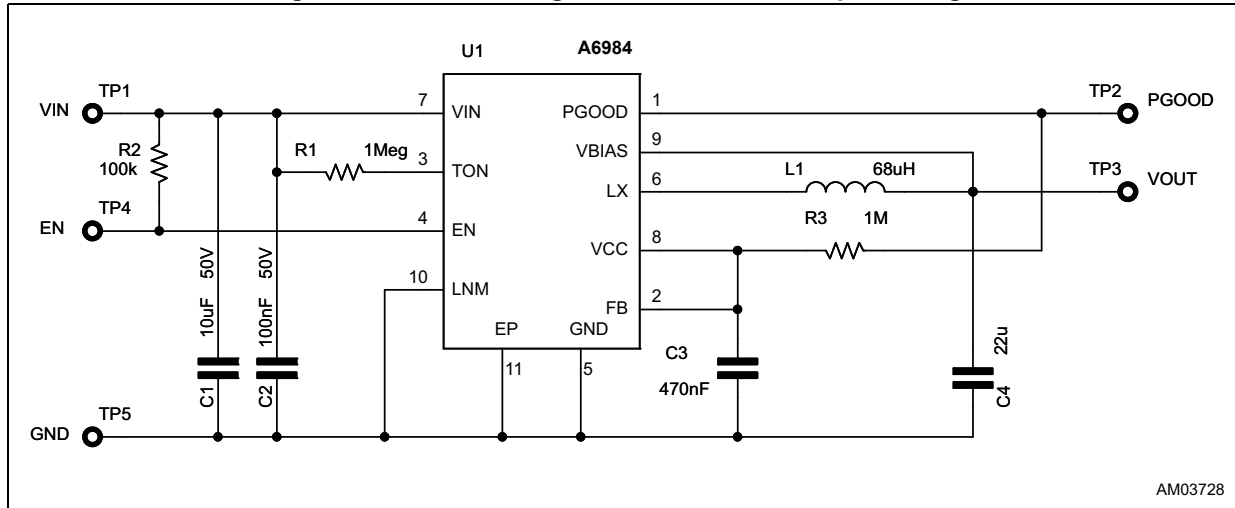 U1 A6984
TP1
VIN
7 VIN
PGOOD 1
TP2 PGOOD
R2
100k
R1 1Meg
3 TON
VBIAS 9
L1 68uH
LX 6
TP3 VOUT
TP4
EN
4 EN
R3 1M
VCC 8
10 LNM
FB 2
EP GND
11 5
10uF 50V
C1
100nF 50V
C2
C3
470nF
22u
C4
TP5
GND
AM03728